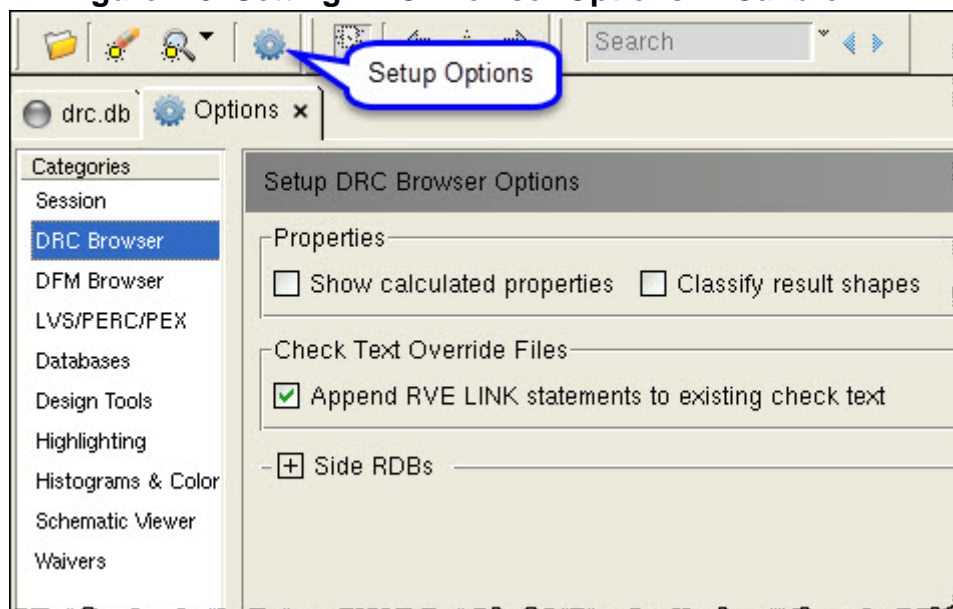 Search
Setup Options
drc.db
Options
Categories
Session
DRC Browser
DFM Browser
LVS/PERC/PEX
Databases
Design Tools
Highlighting
Histograms & Color
Schematic Viewer
Waivers
Setup DRC Browser Options
Properties
Show calculated properties Classify result shapes
Check Text Override Files
Append RVE LINK statements to existing check text
Side RDBs